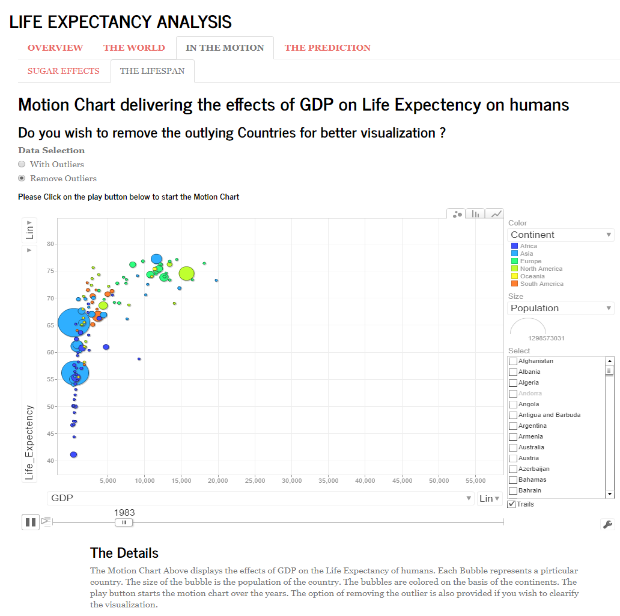 LIFE EXPECTANCY ANALYSIS
OVERVIEW THE WORLD IN THE MOTION THE PREDICTION
SUGAR EFFECTS THE LIFESPAN
Motion Chart delivering the effects of GDP on Life Expectency on humans
Do you wish to remove the outlying Countries for better visualization ?
Data Selection
With Outliers
Remove Outliers
Please Click on the play button below to start the Motion Chart
Lin
80
75
70
65
60
55
50
45
40
Life_Expectency
5,000 10,000 15,000 20,000 25,000 30,000 35,000 40,000 45,000 50,000 55,000
GDP Lin
1983
Color
Continent
Africa
Asia
Europe
North America
Oceania
South America
Size
Population
1298573031
Select
Afghanistan
Albania
Algeria
Andorra
Angola
Antigua and Barbuda
Argentina
Armenia
Australia
Austria
Azerbaijan
Bahamas
Bahrain
Trails
The Details
The Motion Chart Above displays the effects of GDP on the Life Expectancy of humans. Each Bubble represents a pirticular
country. The size of the bubble is the population of the country. The bubbles are colored on the basis of the continents. The
play button starts the motion chart over the years. The option of removing the outlier is also provided if you wish to clearify
the visualization.